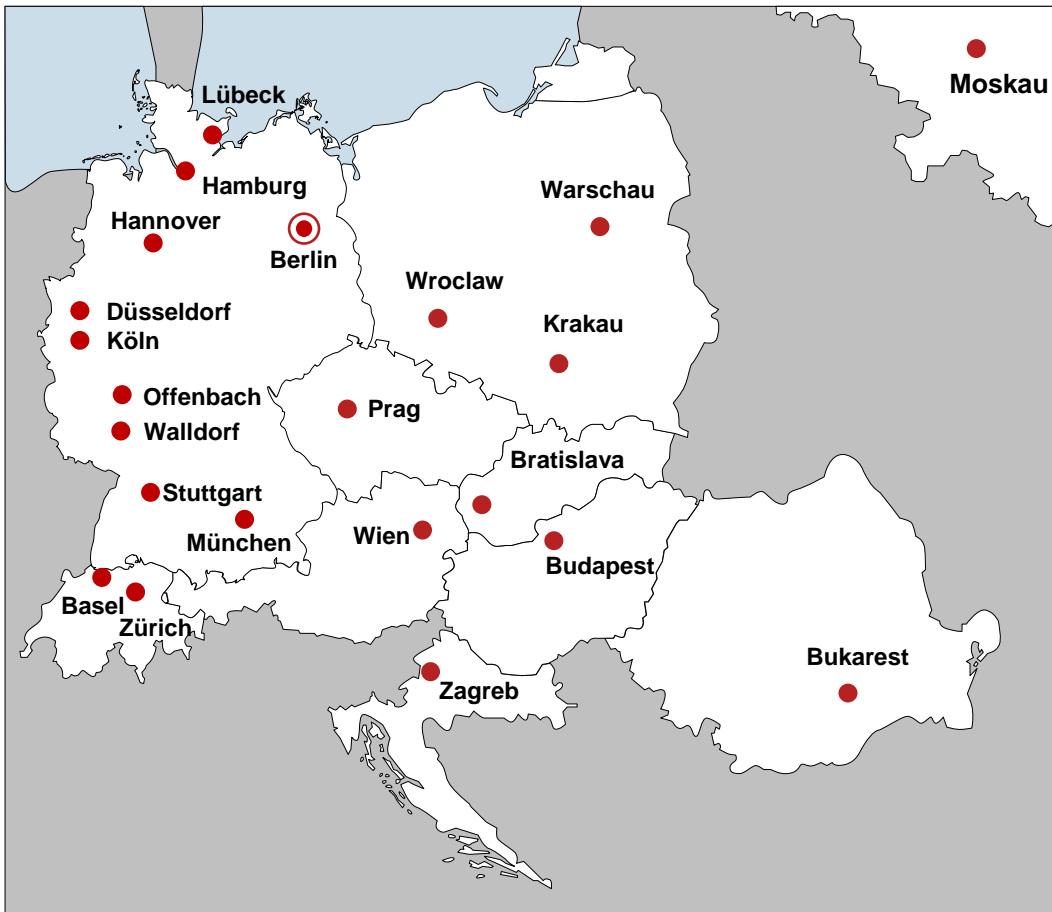 Moskau
Lübeck
Hamburg
Warschau
Hannover
Berlin
Wroclaw
Düsseldorf
Krakau
Köln
Offenbach
Prag
Walldorf
Bratislava
Stuttgart
Wien
München
Budapest
Basel
Zürich
Bukarest
Zagreb